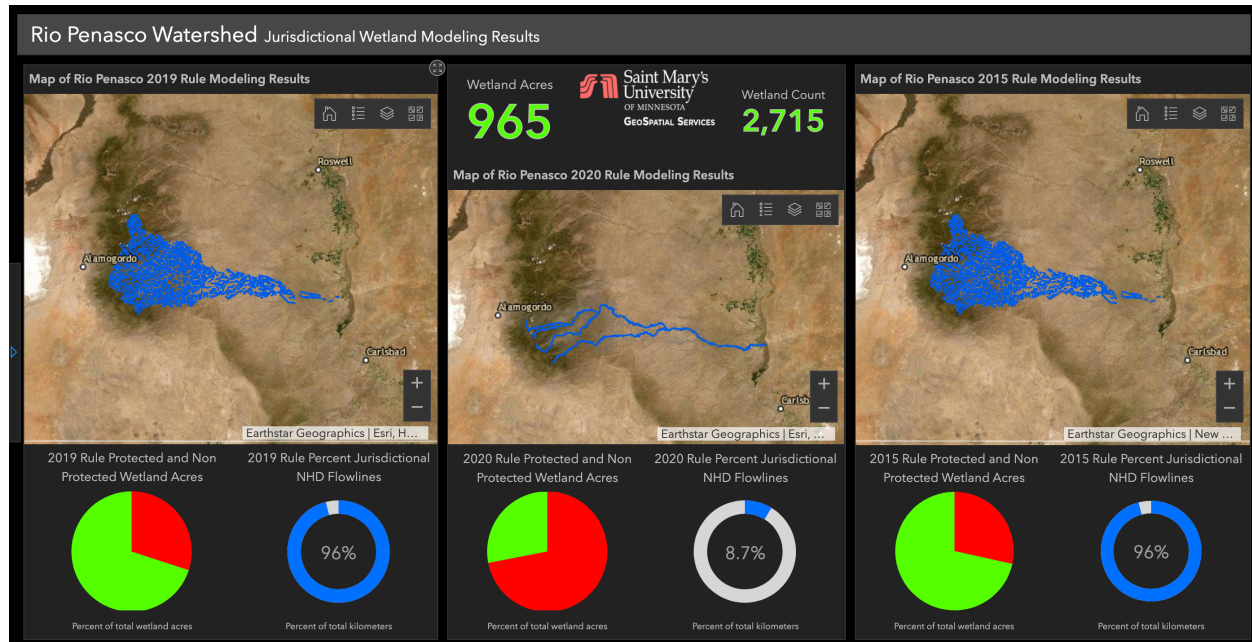 Rio Penasco Watershed Jurisdictional Wetland Modeling Results
Map of Rio Penasco 2019 Rule Modeling Results
Roswell
Alamogordo
Carlsbad
+
−
Earthstar Geographics | Esri, H...
2019 Rule Protected and Non
Protected Wetland Acres
Percent of total wetland acres
2019 Rule Percent Jurisdictional
NHD Flowlines
96%
Percent of total kilometers
Wetland Acres
965
Saint Mary's
University
OF MINNESOTA
GEOSPATIAL SERVICES
Wetland Count
2,715
Map of Rio Penasco 2020 Rule Modeling Results
Alamogordo
Carlsb
+
−
Earthstar Geographics | Esri, ...
2020 Rule Protected and Non
Protected Wetland Acres
Percent of total wetland acres
2020 Rule Percent Jurisdictional
NHD Flowlines
8.7%
Percent of total kilometers
Map of Rio Penasco 2015 Rule Modeling Results
Roswell
Alamogordo
Carlsbad
+
−
Earthstar Geographics | New ...
2015 Rule Protected and Non
Protected Wetland Acres
Percent of total wetland acres
2015 Rule Percent Jurisdictional
NHD Flowlines
96%
Percent of total kilometers